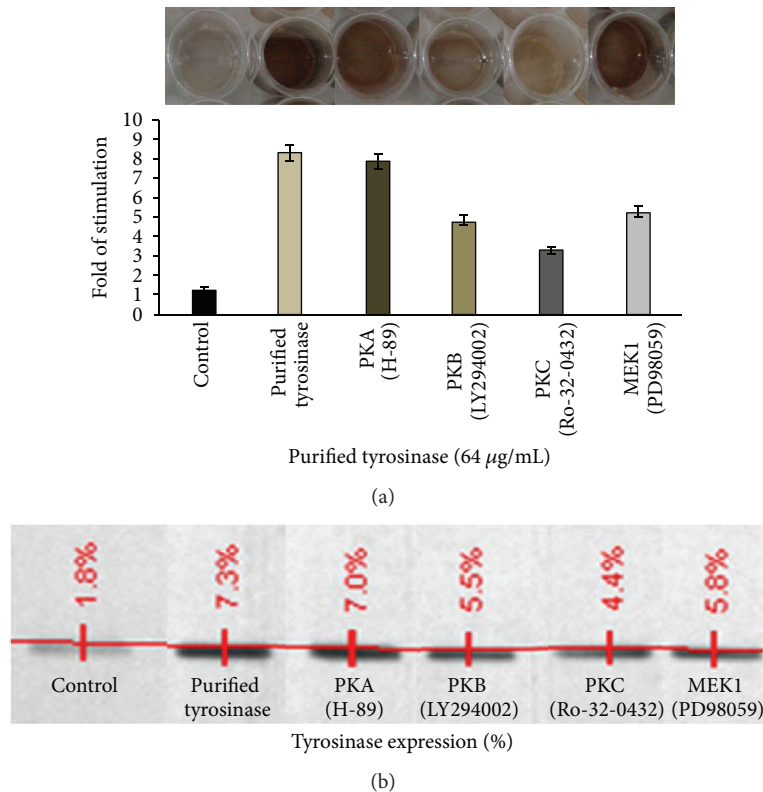 10
9
8
7
6
5
4
3
2
1
0
Fold of stimulation
Control
Purified
tyrosinase
PKA
(H-89)
PKB
(LY294002)
PKC
(Ro-32-0432)
MEK1
(PD98059)
Purified tyrosinase (64 μg/mL)
(a)
1.8%
7.3%
7.0%
5.5%
4.4%
5.8%
Control
Purified
tyrosinase
PKA
(H-89)
PKB
(LY294002)
PKC
(Ro-32-0432)
MEK1
(PD98059)
Tyrosinase expression (%)
(b)